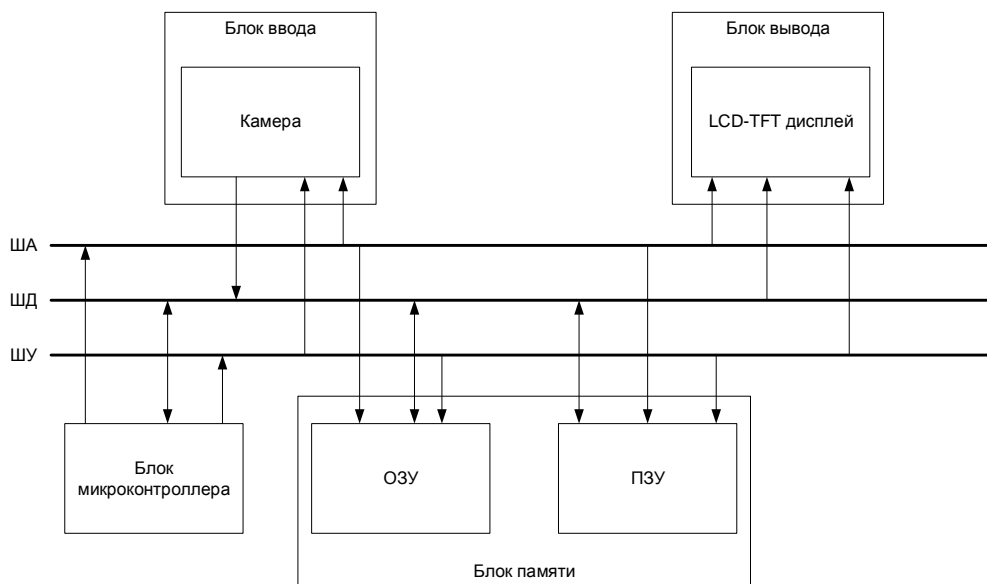 Блок ввода
Блок вывода
Камера
LCD-TFT дисплей
ША
ШД
ШУ
Блок
микроконтроллера
ОЗУ
ПЗУ
Блок памяти